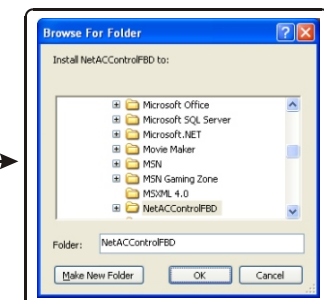 Browse For Folder
Install NetACControlFBD to:
Microsoft Office
Microsoft SQL Server
Microsoft.NET
Movie Maker
MSN
MSN Gaming Zone
MSXML 4.0
NetACControlFBD
Folder: NetACControlFBD
Make New Folder OK Cancel